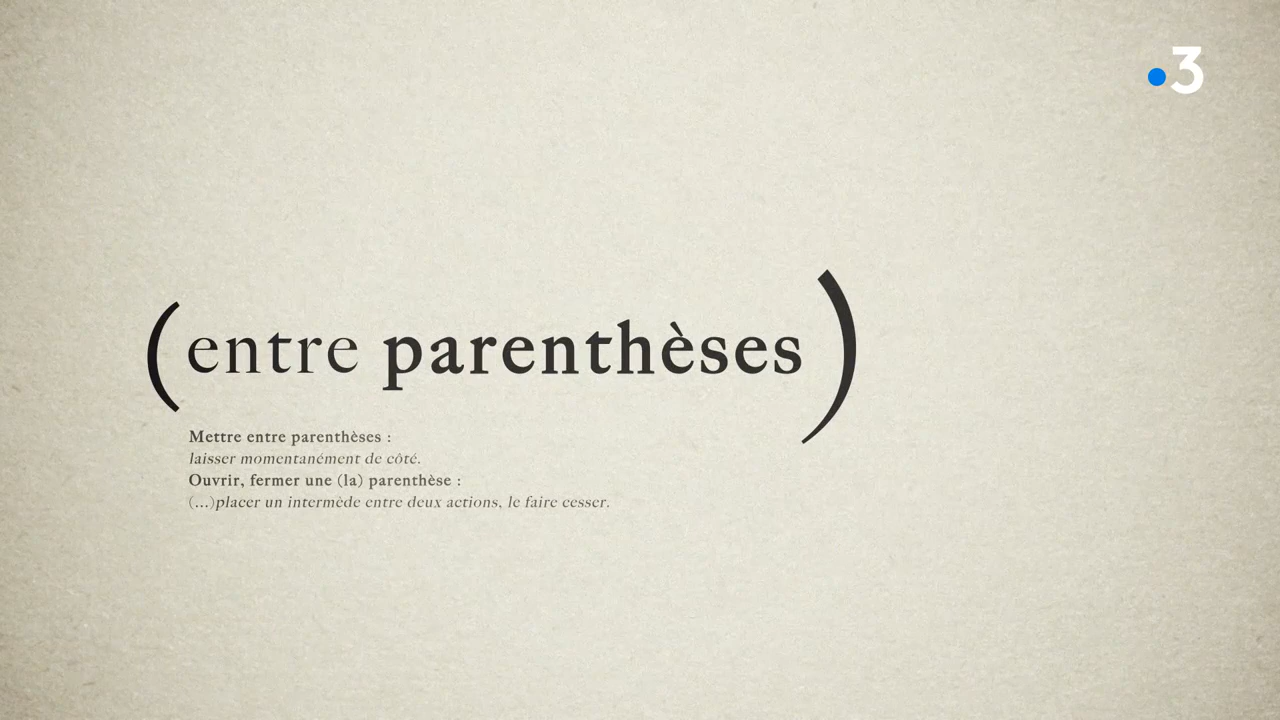 3
(entre parenthèses)
Mettre entre parenthèses :
laisser momentanément de côté.
Ouvrir, fermer une (la) parenthèse :
(...)placer un intermède entre deux actions, le faire cesser.